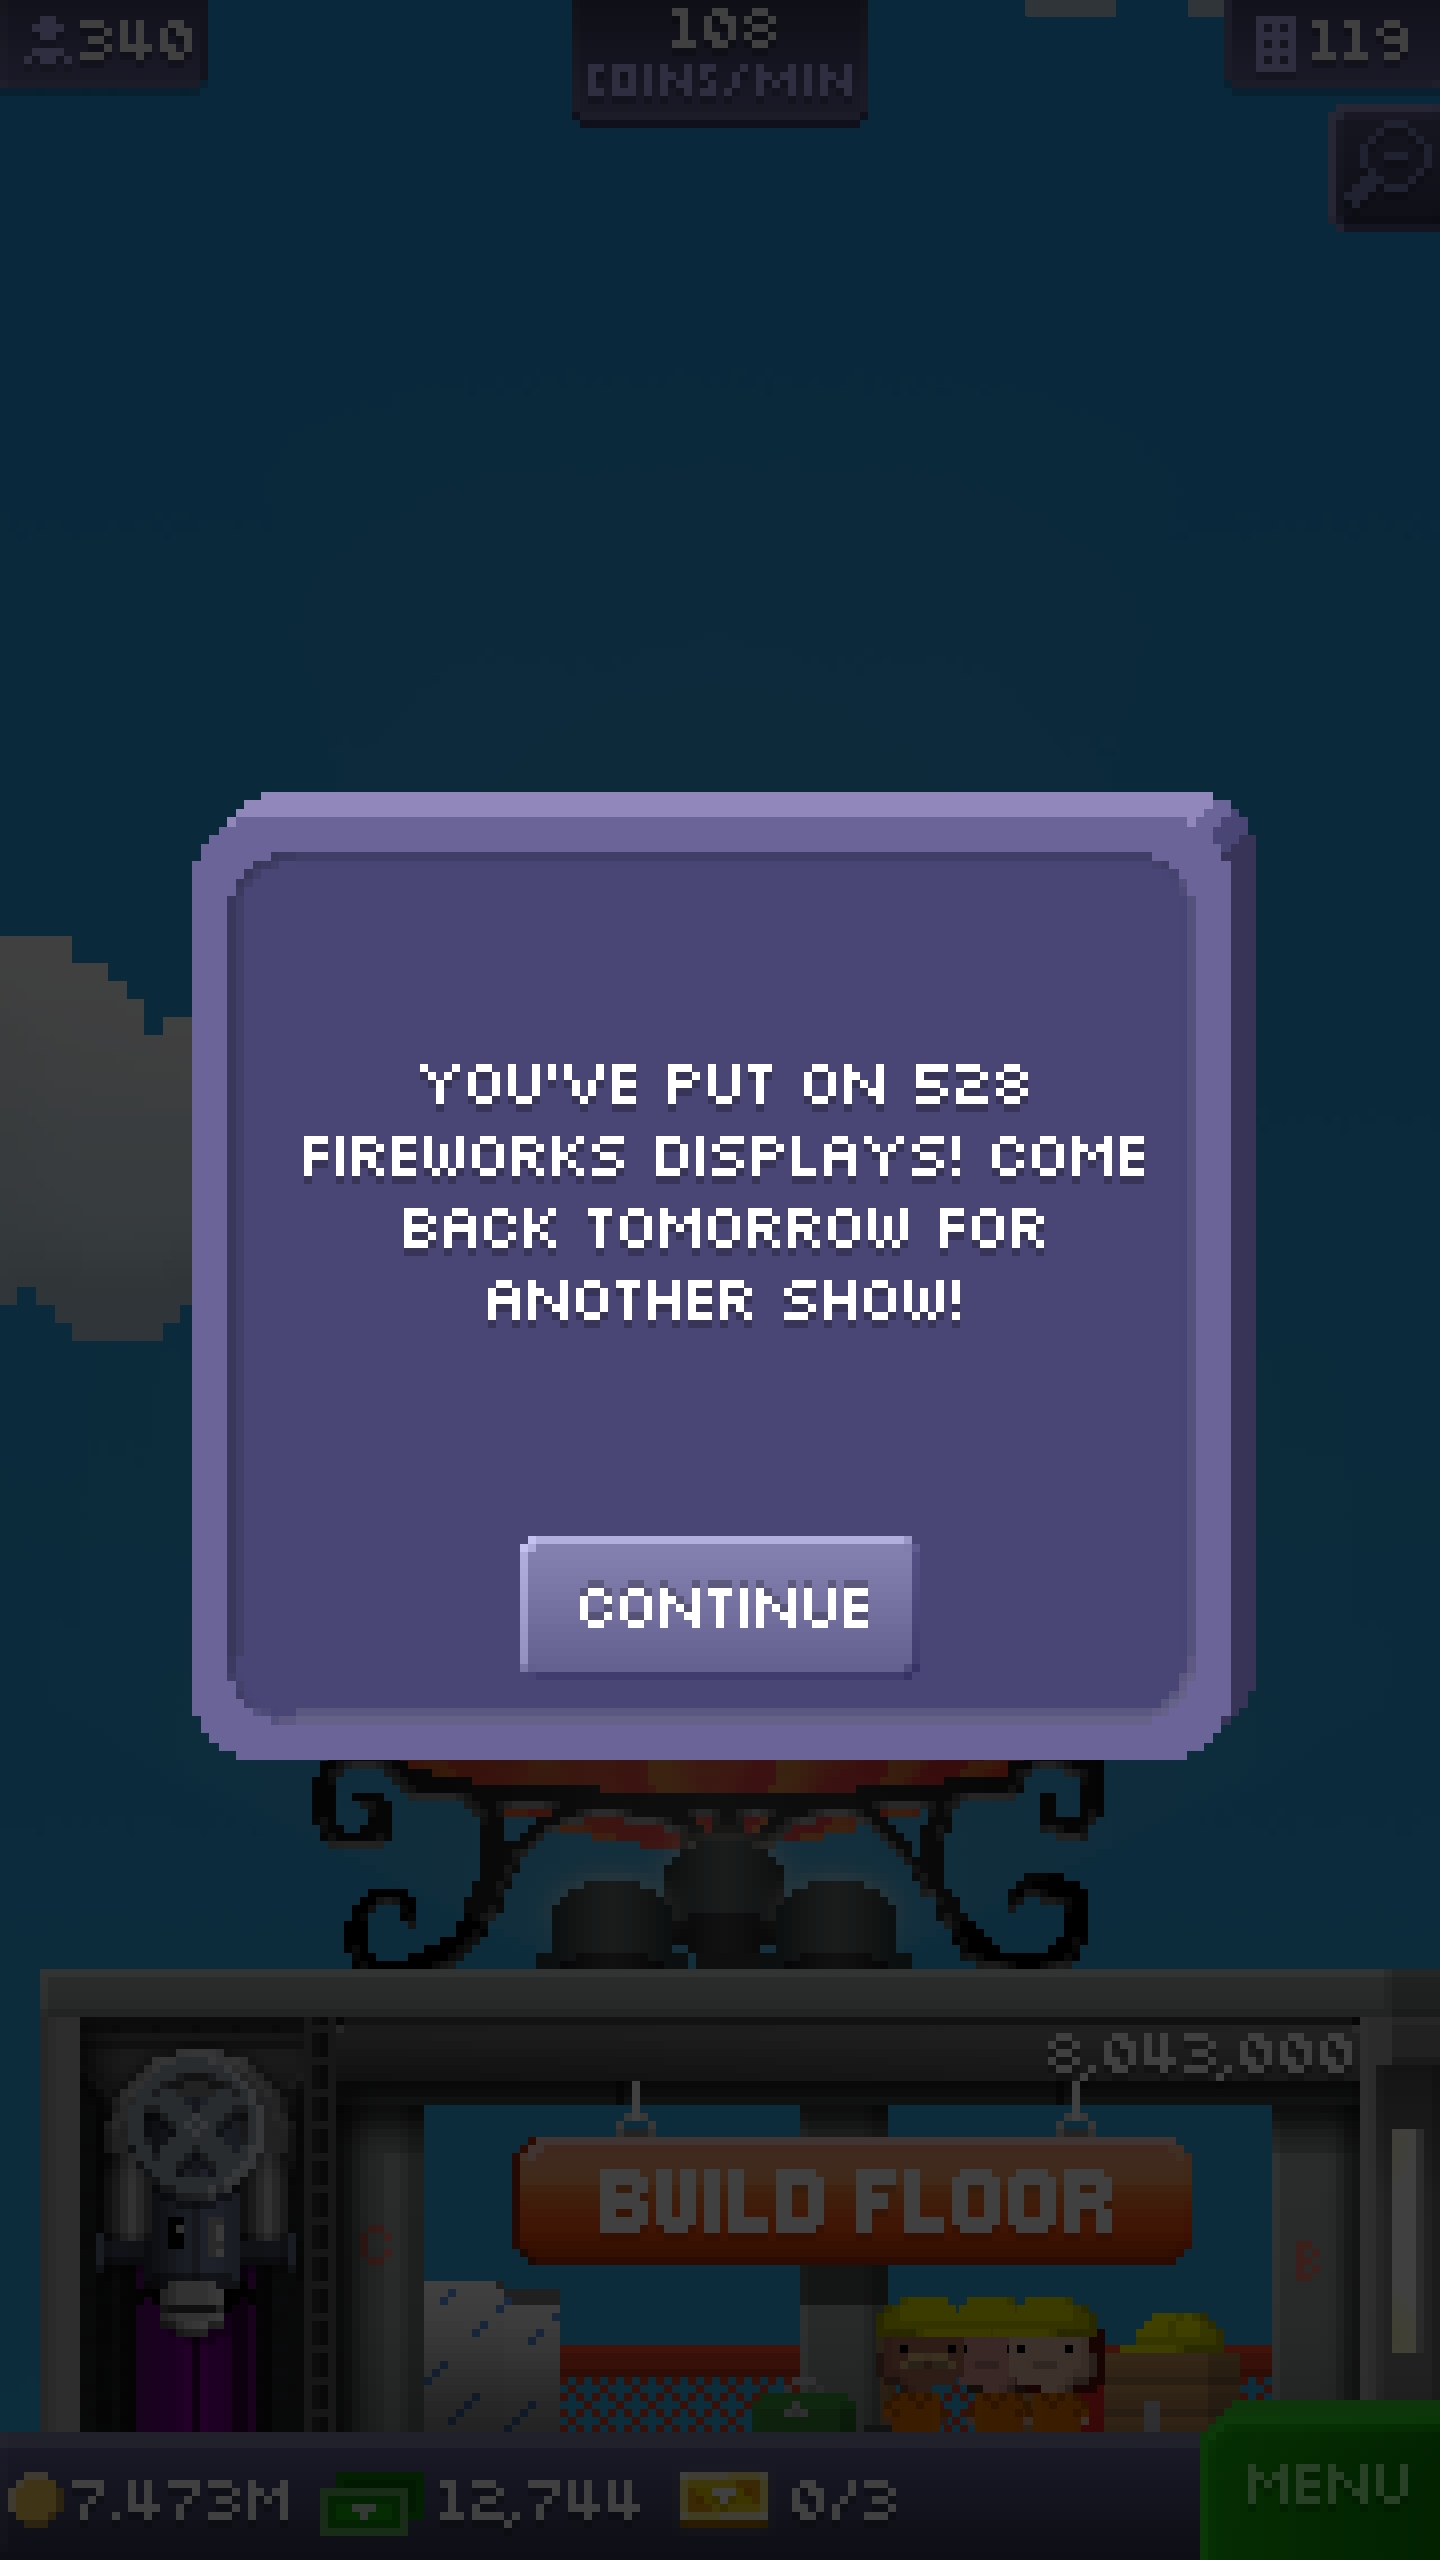 340
108
COINS/MIN
119
YOU'VE PUT ON 528
FIREWORKS DISPLAYS! COME
BACK TOMORROW FOR
ANOTHER SHOW!
CONTINUE
8,043,000
BUILD FLOOR
C
B
7.473M
12,744
0/3
MENU